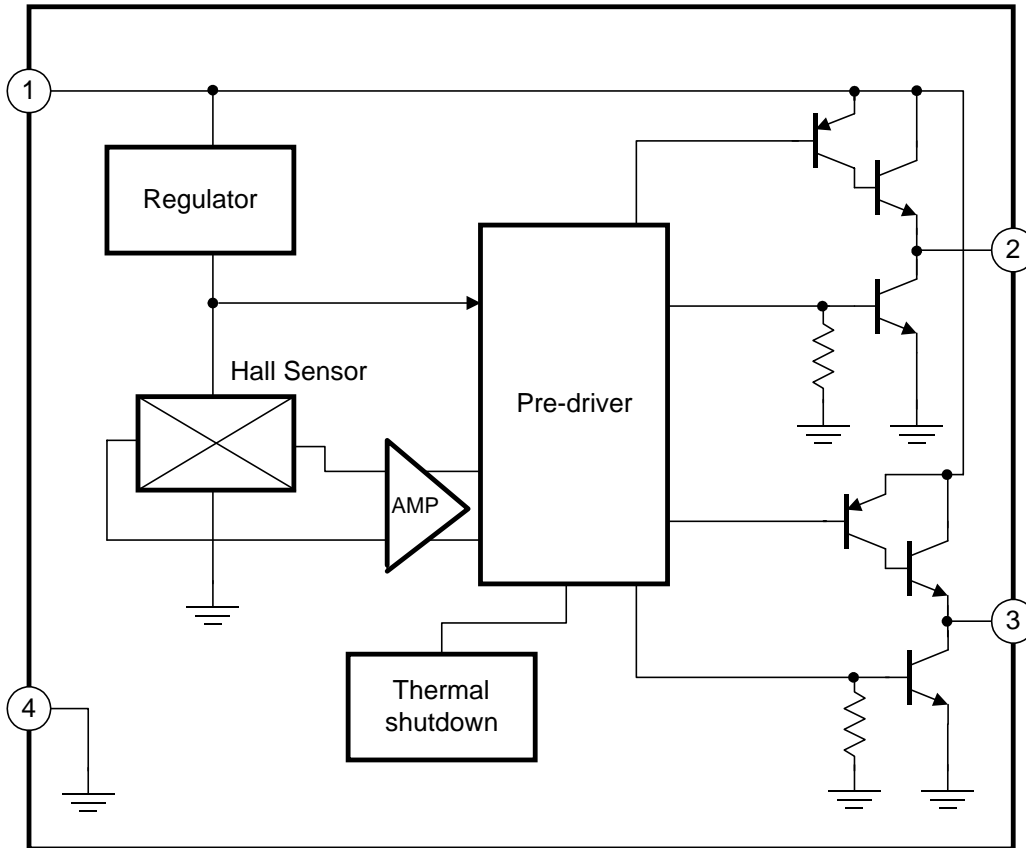 1
Regulator
2
Hall Sensor
Pre-driver
AMP
3
Thermal
shutdown
4